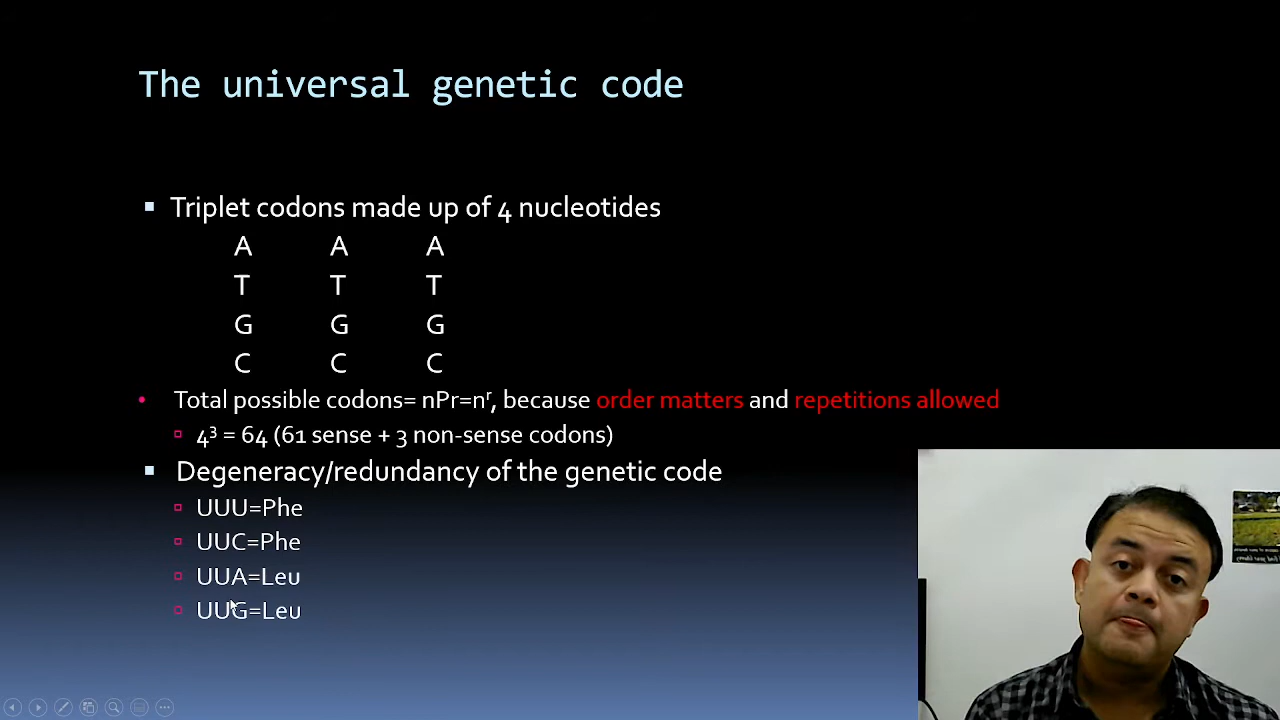 The universal genetic code
Triplet codons made up of 4 nucleotides
A A A
T T T
G G G
C C C
Total possible codons= nPr=nʳ, because order matters and repetitions allowed
4³ = 64 (61 sense + 3 non-sense codons)
Degeneracy/redundancy of the genetic code
UUU=Phe
UUC=Phe
UUA=Leu
UUG=Leu